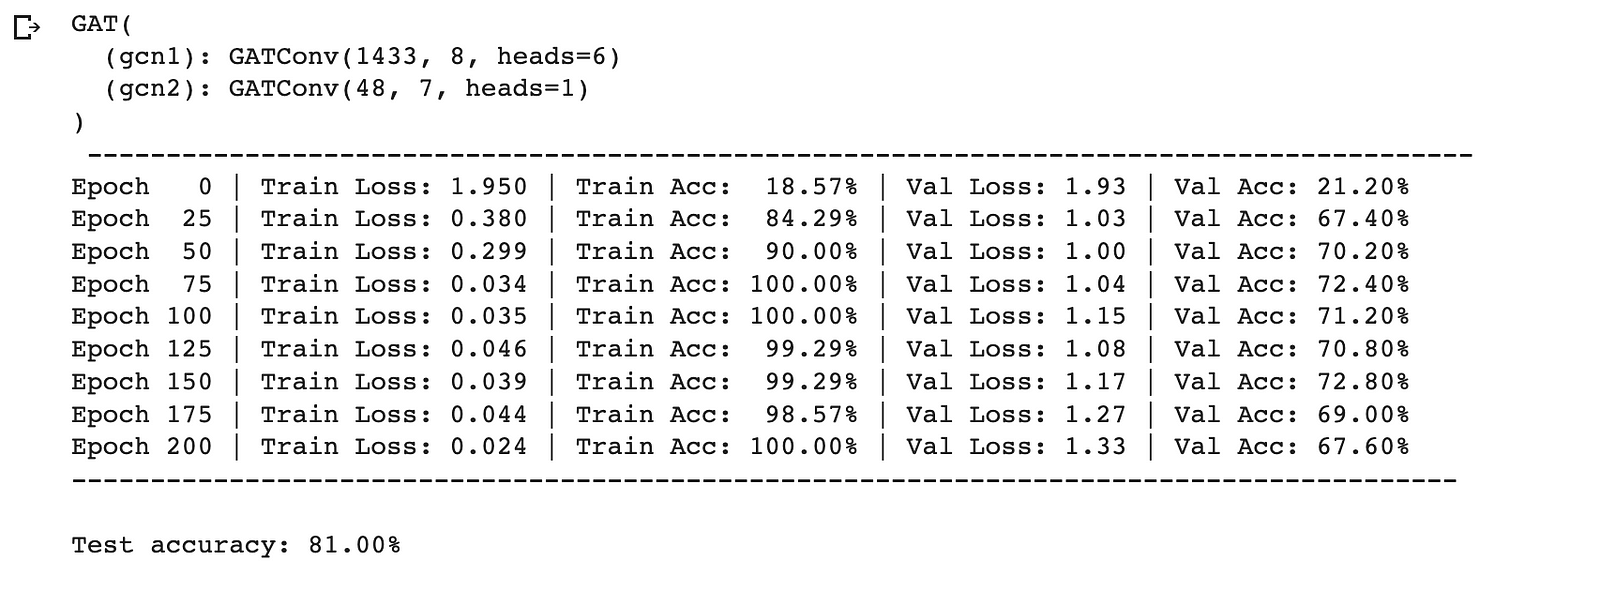 GAT(
  (gcn1): GATConv(1433, 8, heads=6)
  (gcn2): GATConv(48, 7, heads=1)
)
----------------------------------------------------------------------------------------
Epoch   0 | Train Loss: 1.950 | Train Acc:  18.57% | Val Loss: 1.93 | Val Acc: 21.20%
Epoch  25 | Train Loss: 0.380 | Train Acc:  84.29% | Val Loss: 1.03 | Val Acc: 67.40%
Epoch  50 | Train Loss: 0.299 | Train Acc:  90.00% | Val Loss: 1.00 | Val Acc: 70.20%
Epoch  75 | Train Loss: 0.034 | Train Acc: 100.00% | Val Loss: 1.04 | Val Acc: 72.40%
Epoch 100 | Train Loss: 0.035 | Train Acc: 100.00% | Val Loss: 1.15 | Val Acc: 71.20%
Epoch 125 | Train Loss: 0.046 | Train Acc:  99.29% | Val Loss: 1.08 | Val Acc: 70.80%
Epoch 150 | Train Loss: 0.039 | Train Acc:  99.29% | Val Loss: 1.17 | Val Acc: 72.80%
Epoch 175 | Train Loss: 0.044 | Train Acc:  98.57% | Val Loss: 1.27 | Val Acc: 69.00%
Epoch 200 | Train Loss: 0.024 | Train Acc: 100.00% | Val Loss: 1.33 | Val Acc: 67.60%
----------------------------------------------------------------------------------------
Test accuracy: 81.00%